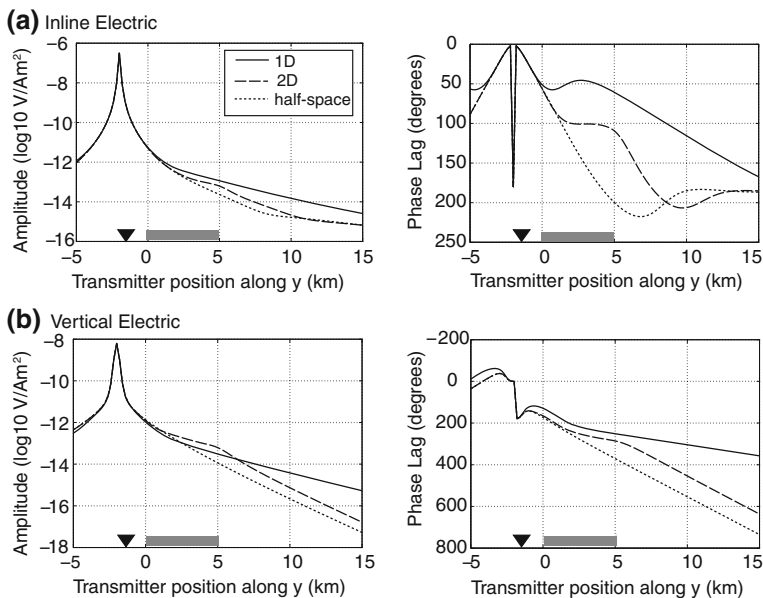 (a) Inline Electric
Amplitude (log10 V/Am²)
−6
−8
−10
−12
−14
−16
−5 0 5 10 15
Transmitter position along y (km)
1D
2D
half-space
Phase Lag (degrees)
0
50
100
150
200
250
−5 0 5 10 15
Transmitter position along y (km)
(b) Vertical Electric
Amplitude (log10 V/Am²)
−8
−10
−12
−14
−16
−18
−5 0 5 10 15
Transmitter position along y (km)
Phase Lag (degrees)
−200
0
200
400
600
800
−5 0 5 10 15
Transmitter position along y (km)